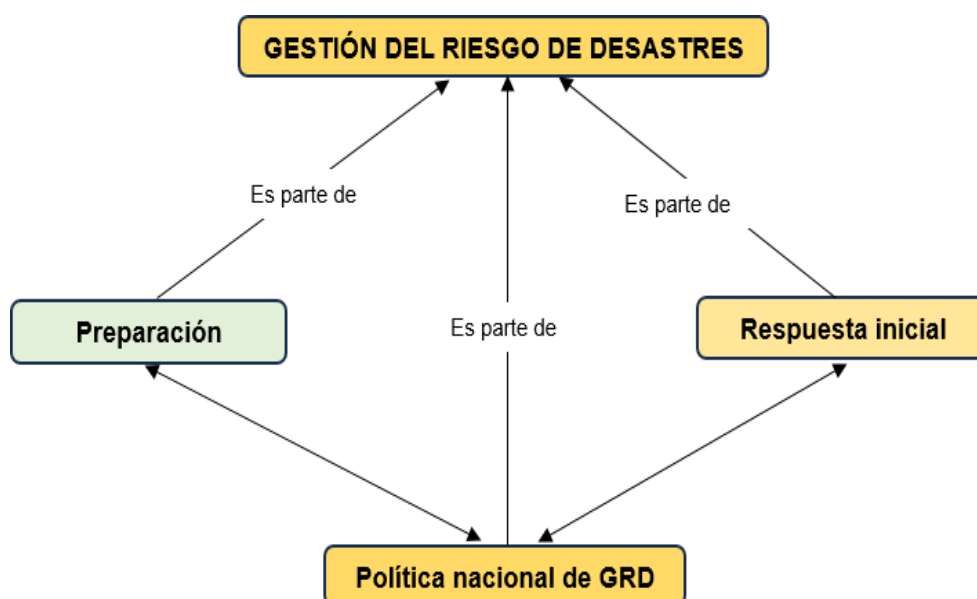 GESTIÓN DEL RIESGO DE DESASTRES
Es parte de
Es parte de
Preparación
Es parte de
Respuesta inicial
Política nacional de GRD